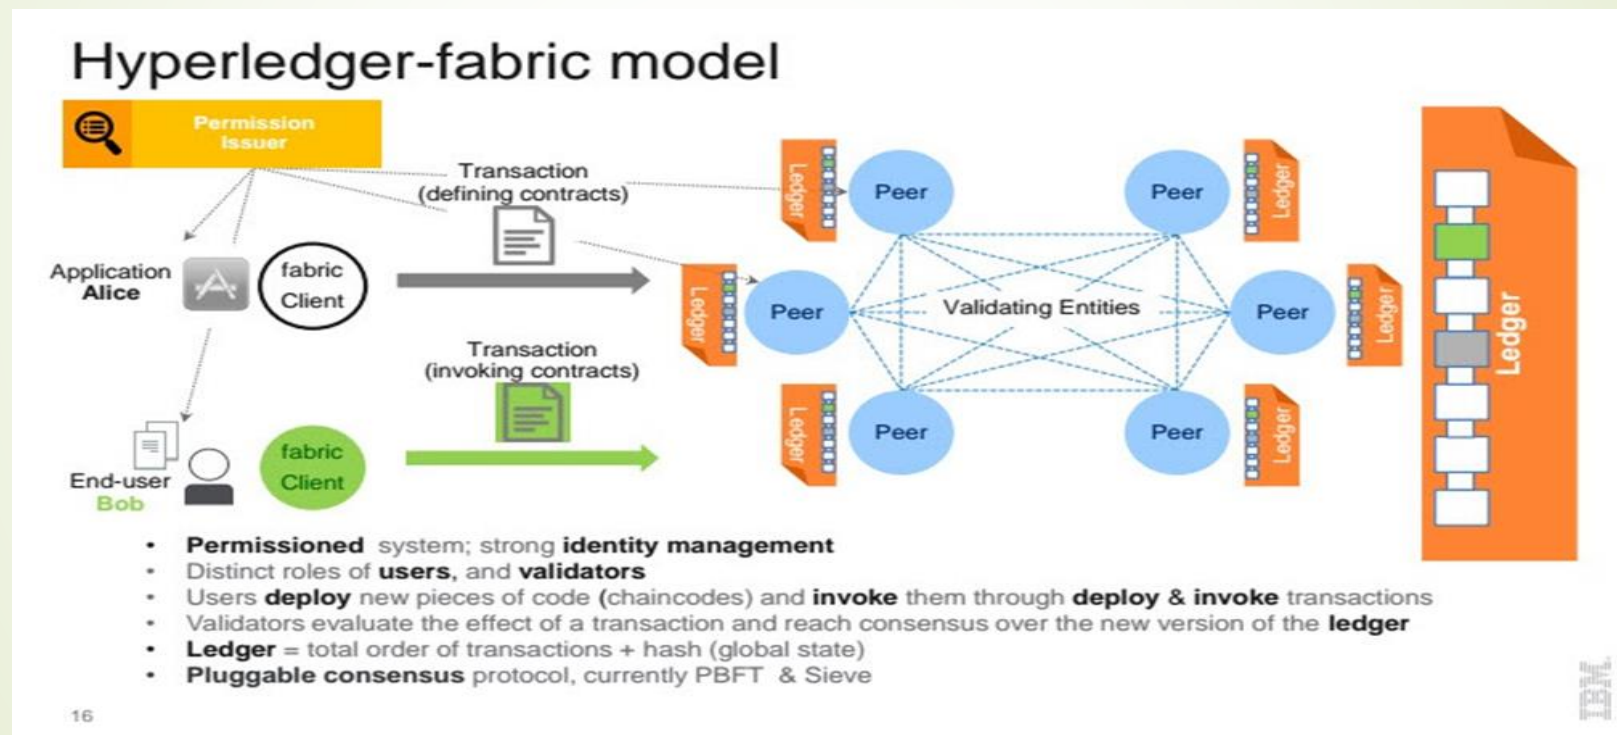 Hyperledger-fabric model
Permission
Issuer
Transaction
(defining contracts)
Application
Alice
fabric
Client
Transaction
(invoking contracts)
End-user
Bob
fabric
Client
Ledger
Peer
Peer
Ledger
Ledger
Peer
Validating Entities
Peer
Ledger
Ledger
Peer
Peer
Ledger
Ledger
• Permissioned system; strong identity management
• Distinct roles of users, and validators
• Users deploy new pieces of code (chaincodes) and invoke them through deploy & invoke transactions
• Validators evaluate the effect of a transaction and reach consensus over the new version of the ledger
• Ledger = total order of transactions + hash (global state)
• Pluggable consensus protocol, currently PBFT & Sieve
16
IBM